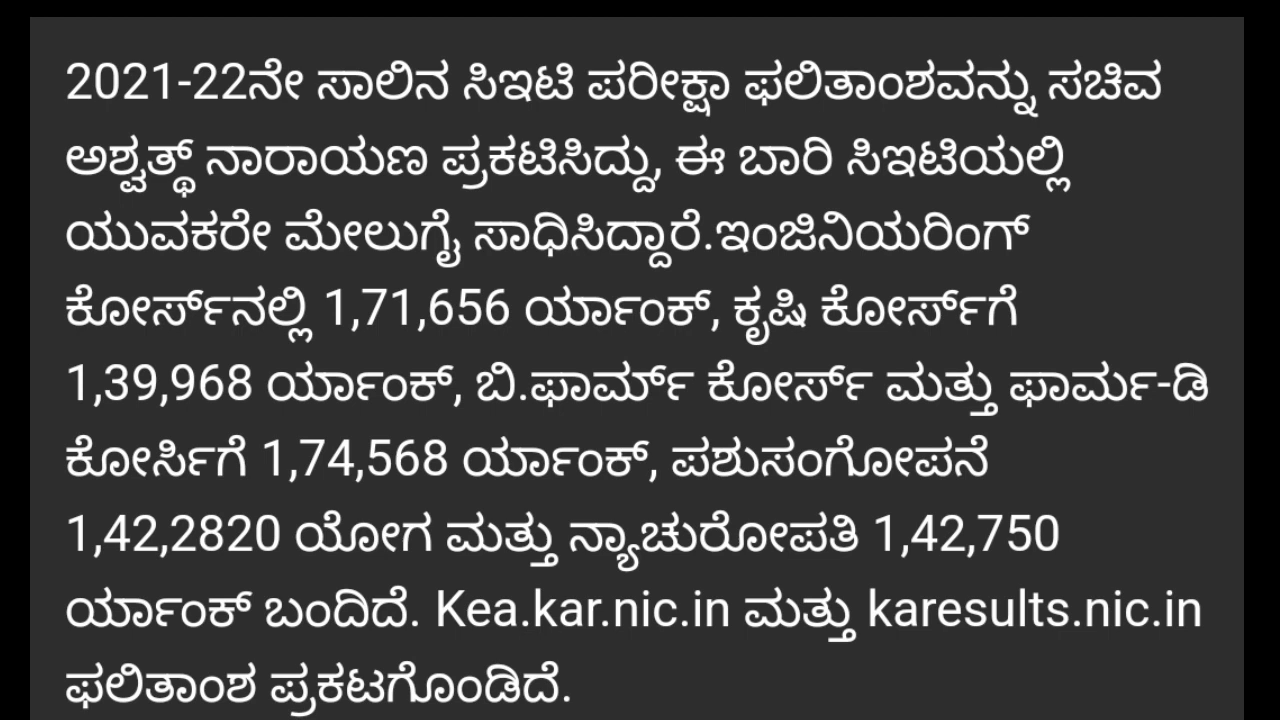 2021-22ನೇ ಸಾಲಿನ ಸಿಇಟಿ ಪರೀಕ್ಷಾ ಫಲಿತಾಂಶವನ್ನು ಸಚಿವ
ಅಶ್ವತ್ಥ್ ನಾರಾಯಣ ಪ್ರಕಟಿಸಿದ್ದು, ಈ ಬಾರಿ ಸಿಇಟಿಯಲ್ಲಿ
ಯುವಕರೇ ಮೇಲುಗೈ ಸಾಧಿಸಿದ್ದಾರೆ.ಇಂಜಿನಿಯರಿಂಗ್
ಕೋರ್ಸ್‌ನಲ್ಲಿ 1,71,656 ರ್ಯಾಂಕ್, ಕೃಷಿ ಕೋರ್ಸ್‌ಗೆ
1,39,968 ರ್ಯಾಂಕ್, ಬಿ.ಫಾರ್ಮ್ ಕೋರ್ಸ್ ಮತ್ತು ಫಾರ್ಮ-ಡಿ
ಕೋರ್ಸಿಗೆ 1,74,568 ರ್ಯಾಂಕ್, ಪಶುಸಂಗೋಪನೆ
1,42,2820 ಯೋಗ ಮತ್ತು ನ್ಯಾಚುರೋಪತಿ 1,42,750
ರ್ಯಾಂಕ್ ಬಂದಿದೆ. Kea.kar.nic.in ಮತ್ತು karesults.nic.in
ಫಲಿತಾಂಶ ಪ್ರಕಟಗೊಂಡಿದೆ.